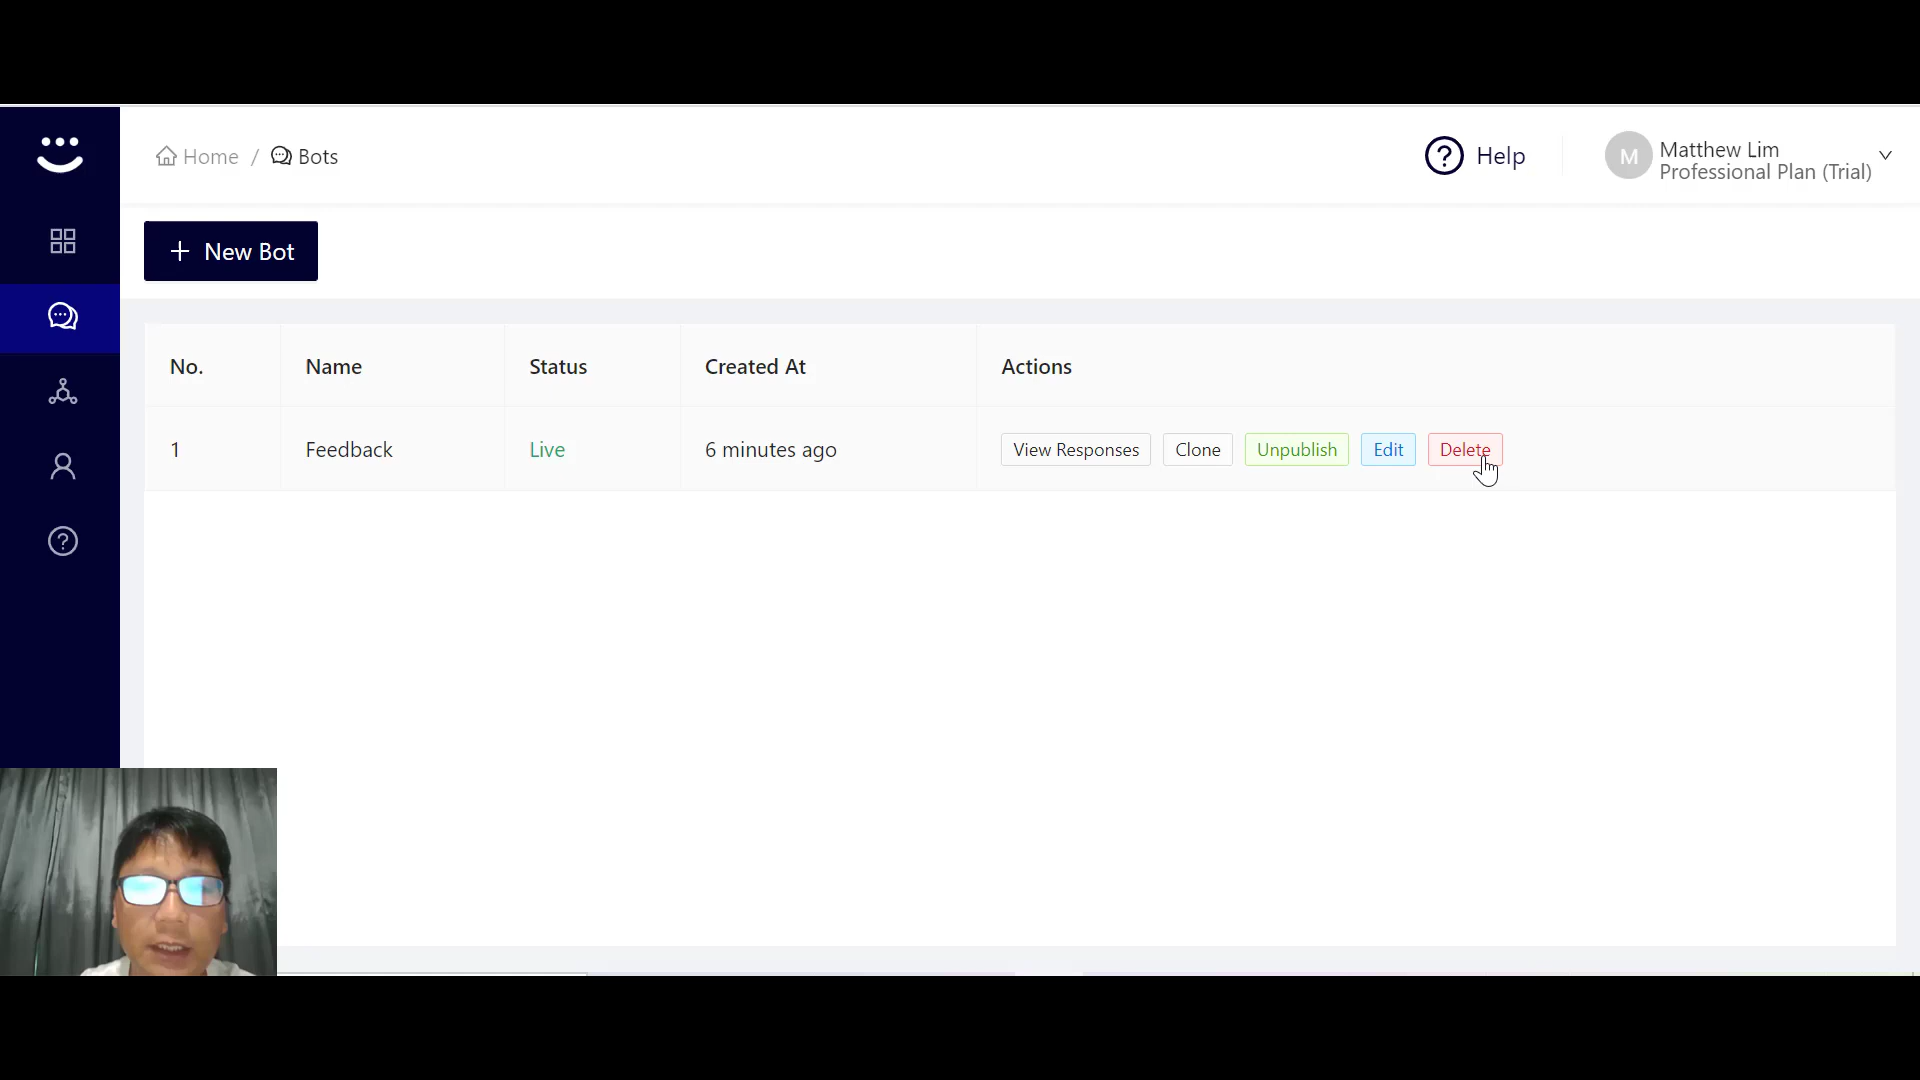 Home / Bots
Help
M
Matthew Lim
Professional Plan (Trial)
+ New Bot
No. Name Status Created At Actions
1 Feedback Live 6 minutes ago View Responses Clone Unpublish Edit Delete